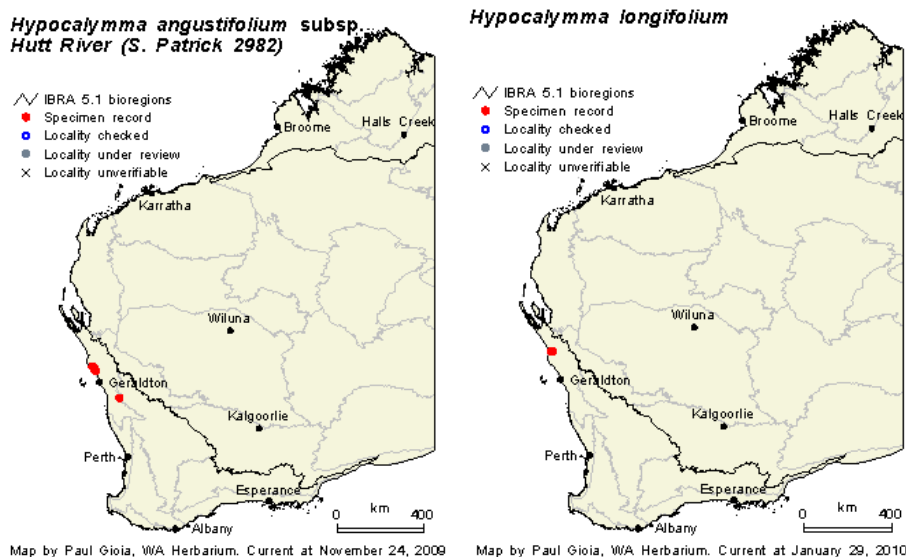 Hypocalymma angustifolium subsp.
Hutt River (S. Patrick 2982)
IBRA 5.1 bioregions
Specimen record
Locality checked
Locality under review
Locality unverifiable
Broome
Halls Creek
Karratha
Wiluna
Geraldton
Kalgoorlie
Perth
Esperance
Albany
km
0 400
Map by Paul Gioia, WA Herbarium. Current at November 24, 2009
Hypocalymma longifolium
IBRA 5.1 bioregions
Specimen record
Locality checked
Locality under review
Locality unverifiable
Broome
Halls Creek
Karratha
Wiluna
Geraldton
Kalgoorlie
Perth
Esperance
Albany
km
0 400
Map by Paul Gioia, WA Herbarium. Current at January 29, 2010